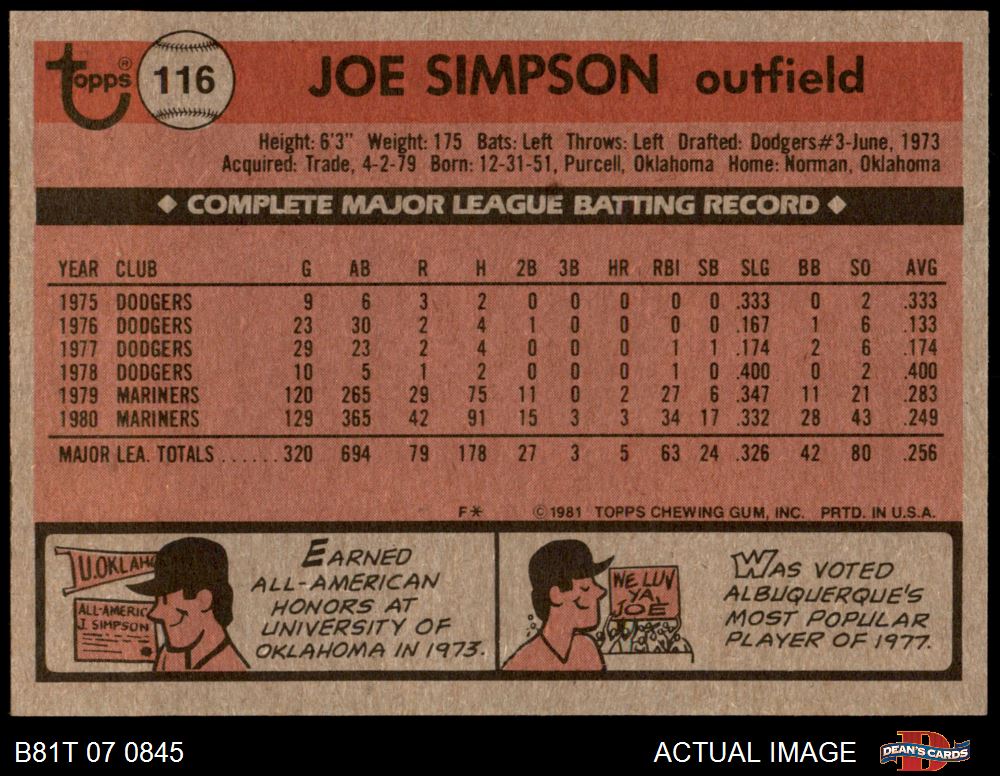 Topps® 116 JOE SIMPSON outfield
Height: 6'3" Weight: 175 Bats: Left Throws: Left Drafted: Dodgers#3-June, 1973
Acquired: Trade, 4-2-79 Born: 12-31-51, Purcell, Oklahoma Home: Norman, Oklahoma
◆ COMPLETE MAJOR LEAGUE BATTING RECORD ◆
YEAR CLUB G AB R H 2B 3B HR RBI SB SLG BB SO AVG
1975 DODGERS 9 6 3 2 0 0 0 0 0 .333 0 2 .333
1976 DODGERS 23 30 2 4 1 0 0 0 0 .167 1 6 .133
1977 DODGERS 29 23 2 4 0 0 0 1 1 .174 2 6 .174
1978 DODGERS 10 5 1 2 0 0 0 1 0 .400 0 2 .400
1979 MARINERS 120 265 29 75 11 0 2 27 6 .347 11 21 .283
1980 MARINERS 129 365 42 91 15 3 3 34 17 .332 28 43 .249
MAJOR LEA. TOTALS ...... 320 694 79 178 27 3 5 63 24 .326 42 80 .256
F* © 1981 TOPPS CHEWING GUM, INC. PRTD. IN U.S.A.
U.OKLAHO
ALL-AMERIC
J. SIMPSON
EARNED
ALL-AMERICAN
HONORS AT
UNIVERSITY OF
OKLAHOMA IN 1973.
WE LUV
YA,
JOE
WAS VOTED
ALBUQUERQUE'S
MOST POPULAR
PLAYER OF 1977.
B81T 07 0845 ACTUAL IMAGE DEAN'S CARDS